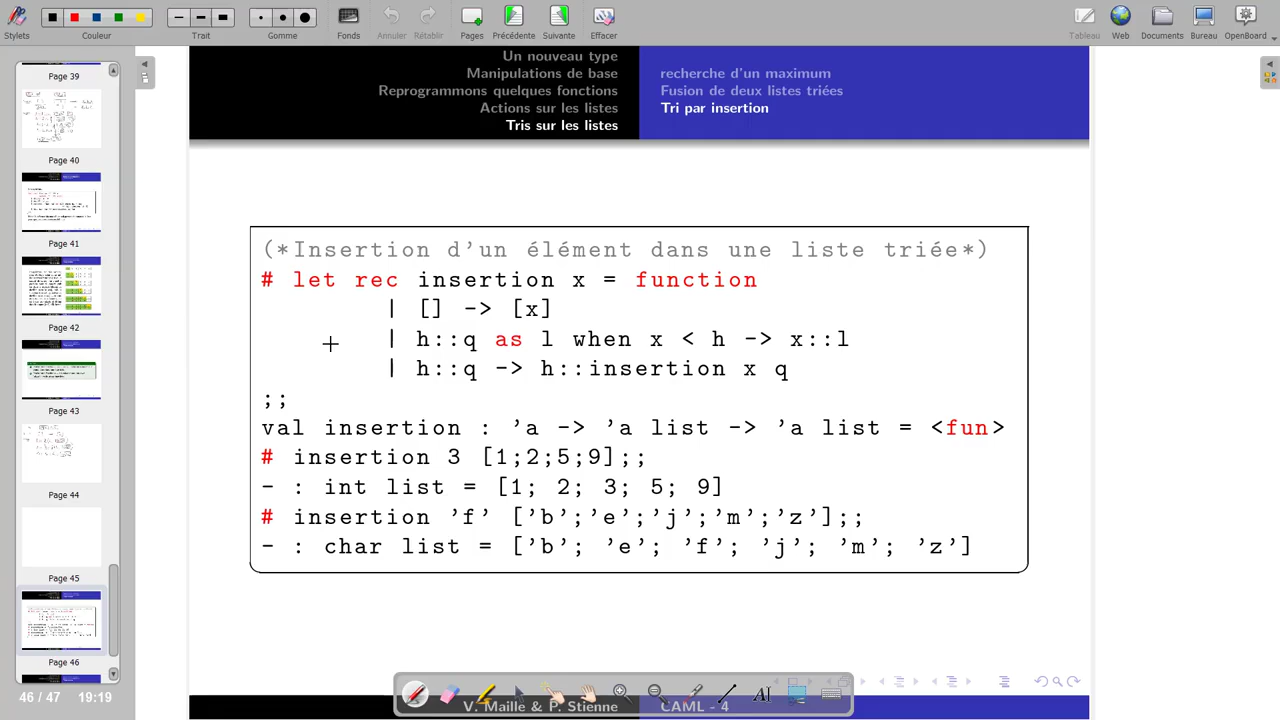 Stylets
Couleur
Trait
Gomme
Fonds
Annuler
Rétablir
Pages
Précédente
Suivante
Effacer
Tableau
Web
Documents
Bureau
OpenBoard
Page 39
Page 40
Page 41
Page 42
Page 43
Page 44
Page 45
Page 46
46 / 47
19:19
Un nouveau type
Manipulations de base
Reprogrammons quelques fonctions
Actions sur les listes
Tris sur les listes
recherche d'un maximum
Fusion de deux listes triées
Tri par insertion
(*Insertion d'un élément dans une liste triée*)
# let rec insertion x = function
| [] -> [x]
| h::q as l when x < h -> x::l
| h::q -> h::insertion x q
;;
val insertion : 'a -> 'a list -> 'a list = <fun>
# insertion 3 [1;2;5;9];;
- : int list = [1; 2; 3; 5; 9]
# insertion 'f' ['b';'e';'j';'m';'z'];;
- : char list = ['b'; 'e'; 'f'; 'j'; 'm'; 'z']
AI
V. Maille & P. Stienne
CAML - 4